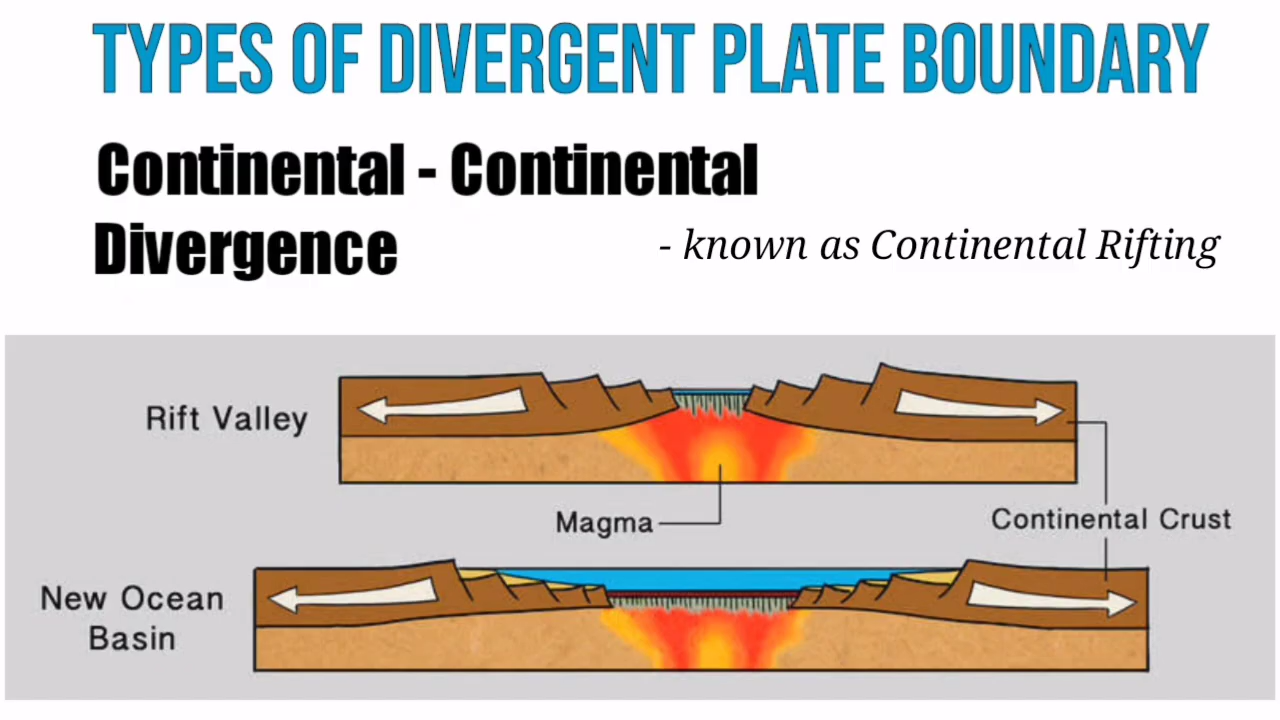 TYPES OF DIVERGENT PLATE BOUNDARY
Continental - Continental
Divergence
- known as Continental Rifting
Rift Valley
Magma
Continental Crust
New Ocean
Basin